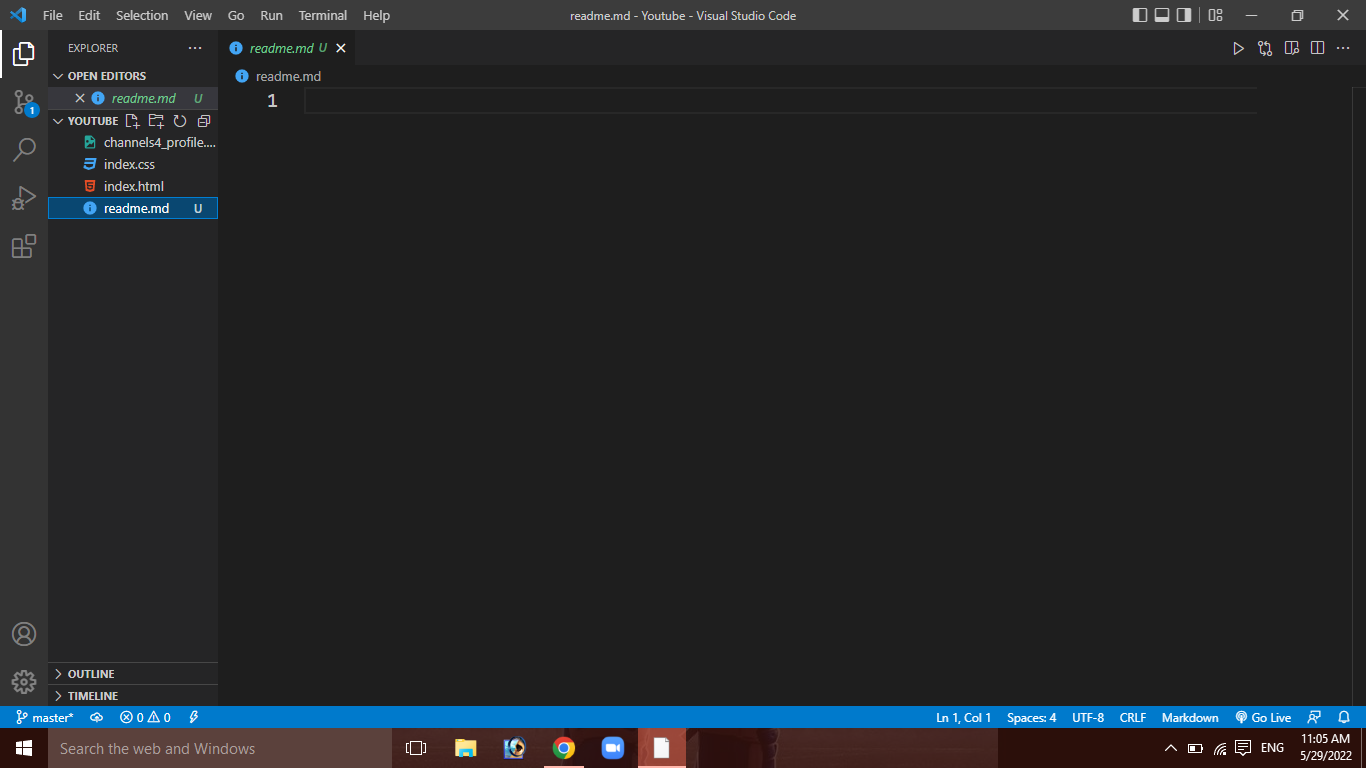 File Edit Selection View Go Run Terminal Help
readme.md - Youtube - Visual Studio Code
EXPLORER
readme.md U
OPEN EDITORS
readme.md U
readme.md
YOUTUBE
1
channels4_profile....
index.css
index.html
readme.md U
1
OUTLINE
TIMELINE
master* 0 0 Ln 1, Col 1 Spaces: 4 UTF-8 CRLF Markdown Go Live
Search the web and Windows
ENG
11:05 AM
5/29/2022